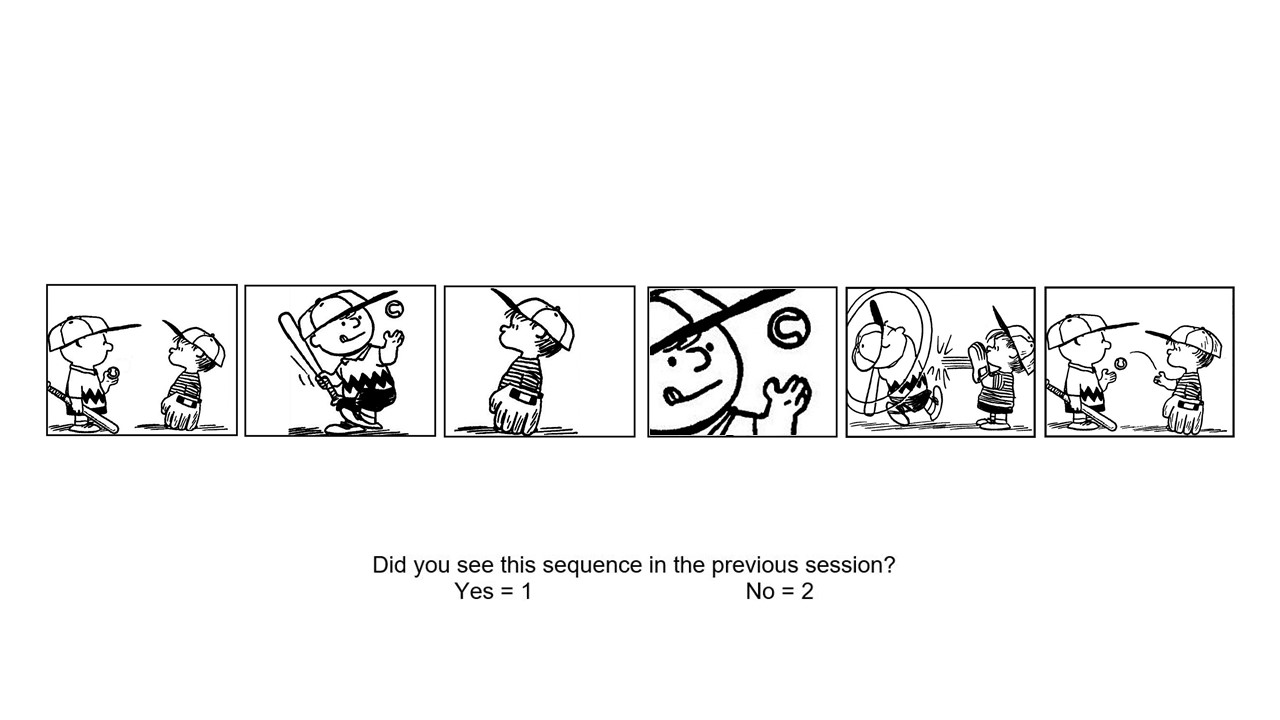 Did you see this sequence in the previous session?
Yes = 1 No = 2